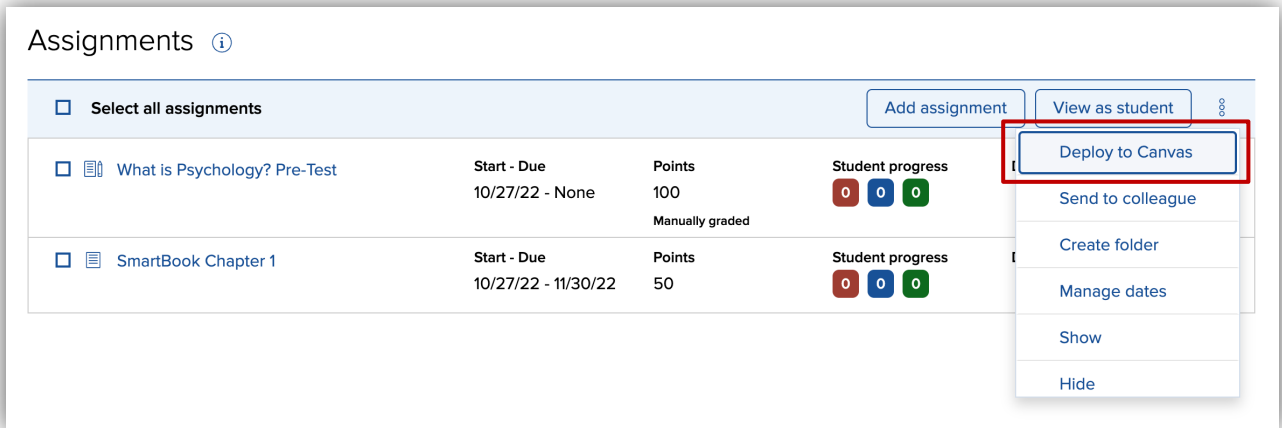 Assignments
Select all assignments
Add assignment
View as student
Deploy to Canvas
Send to colleague
Create folder
Manage dates
Show
Hide
What is Psychology? Pre-Test
Start - Due
10/27/22 - None
Points
100
Manually graded
Student progress
0 0 0
SmartBook Chapter 1
Start - Due
10/27/22 - 11/30/22
Points
50
Student progress
0 0 0